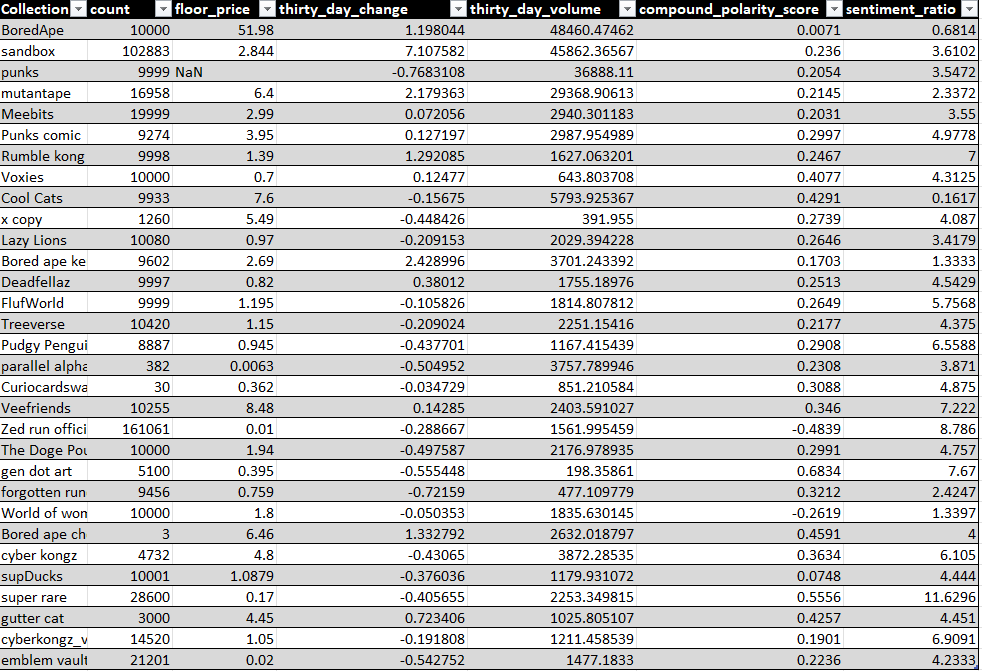 Collection count floor_price thirty_day_change thirty_day_volume compound_polarity_score sentiment_ratio
BoredApe 10000 51.98 1.198044 48460.47462 0.0071 0.6814
sandbox 102883 2.844 7.107582 45862.36567 0.236 3.6102
punks 9999 NaN -0.7683108 36888.11 0.2054 3.5472
mutantape 16958 6.4 2.179363 29368.90613 0.2145 2.3372
Meebits 19999 2.99 0.072056 2940.301183 0.2031 3.55
Punks comic 9274 3.95 0.127197 2987.954989 0.2997 4.9778
Rumble kong 9998 1.39 1.292085 1627.063201 0.2467 7
Voxies 10000 0.7 0.12477 643.803708 0.4077 4.3125
Cool Cats 9933 7.6 -0.15675 5793.925367 0.4291 0.1617
x copy 1260 5.49 -0.448426 391.955 0.2739 4.087
Lazy Lions 10080 0.97 -0.209153 2029.394228 0.2646 3.4179
Bored ape ke 9602 2.69 2.428996 3701.243392 0.1703 1.3333
Deadfellaz 9997 0.82 0.38012 1755.18976 0.2513 4.5429
FlufWorld 9999 1.195 -0.105826 1814.807812 0.2649 5.7568
Treeverse 10420 1.15 -0.209024 2251.15416 0.2177 4.375
Pudgy Pengui 8887 0.945 -0.437701 1167.415439 0.2908 6.5588
parallel alpha 382 0.0063 -0.504952 3757.789946 0.2308 3.871
Curiocardswa 30 0.362 -0.034729 851.210584 0.3088 4.875
Veefriends 10255 8.48 0.14285 2403.591027 0.346 7.222
Zed run offici 161061 0.01 -0.288667 1561.995459 -0.4839 8.786
The Doge Pou 10000 1.94 -0.497587 2176.978935 0.2991 4.757
gen dot art 5100 0.395 -0.555448 198.35861 0.6834 7.67
forgotten run 9456 0.759 -0.72159 477.109779 0.3212 2.4247
World of won 10000 1.8 -0.050353 1835.630145 -0.2619 1.3397
Bored ape ch 3 6.46 1.332792 2632.018797 0.4591 4
cyber kongz 4732 4.8 -0.43065 3872.28535 0.3634 6.105
supDucks 10001 1.0879 -0.376036 1179.931072 0.0748 4.444
super rare 28600 0.17 -0.405655 2253.349815 0.5556 11.6296
gutter cat 3000 4.45 0.723406 1025.805107 0.4257 4.451
cyberkongz_v 14520 1.05 -0.191808 1211.458539 0.1901 6.9091
emblem vault 21201 0.02 -0.542752 1477.1833 0.2236 4.2333